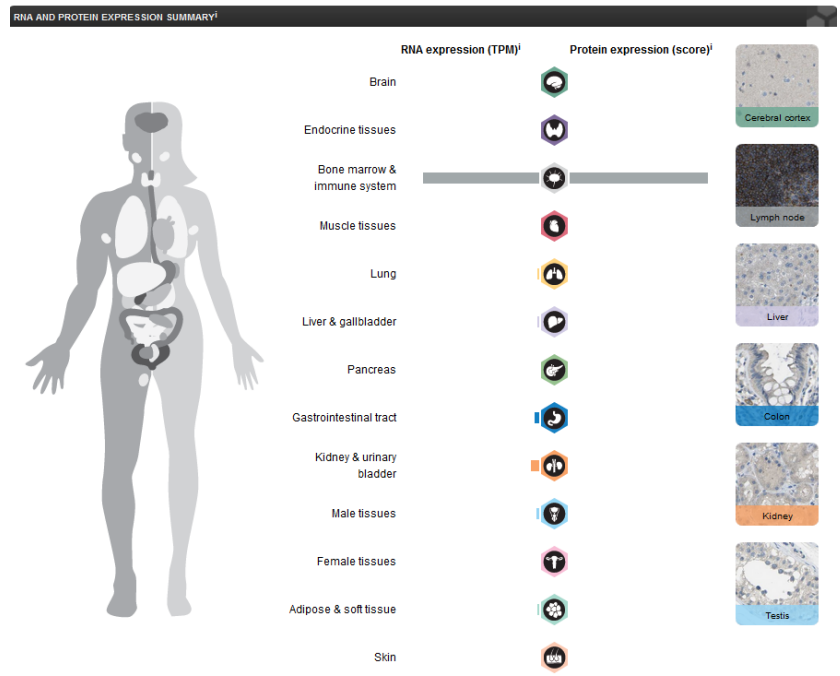 RNA AND PROTEIN EXPRESSION SUMMARYⁱ
RNA expression (TPM)ⁱ
Protein expression (score)ⁱ
Brain
Endocrine tissues
Bone marrow &
immune system
Muscle tissues
Lung
Liver & gallbladder
Pancreas
Gastrointestinal tract
Kidney & urinary
bladder
Male tissues
Female tissues
Adipose & soft tissue
Skin
Cerebral cortex
Lymph node
Liver
Colon
Kidney
Testis